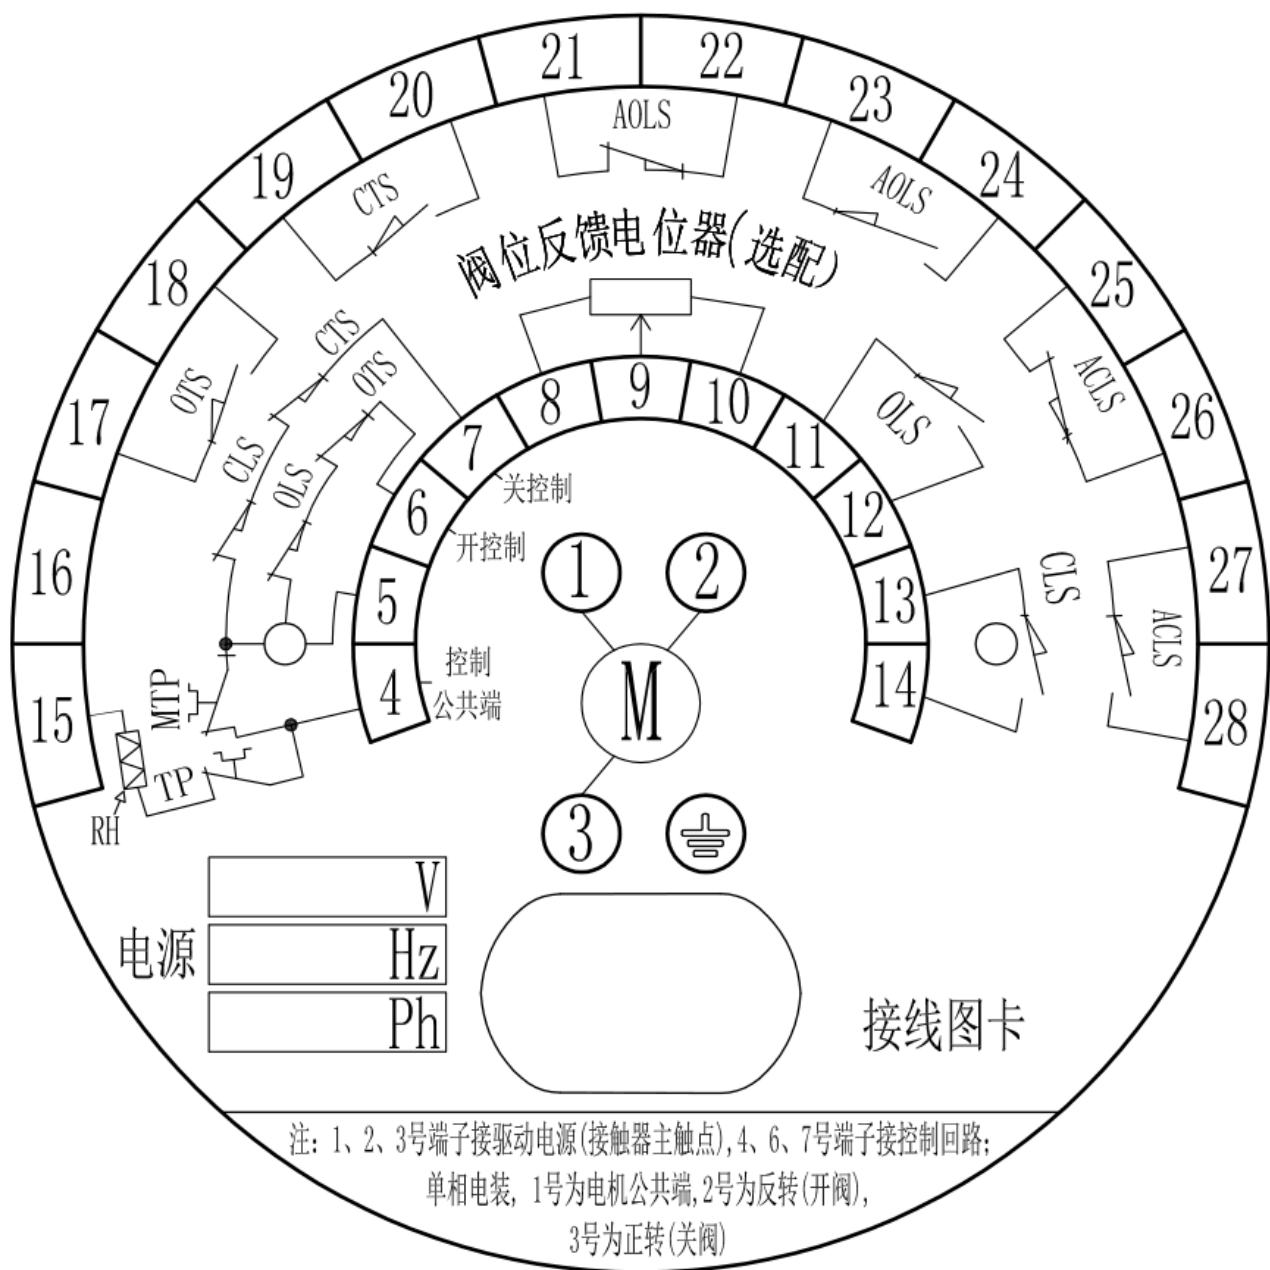 21
22
20
23
19
24
18
25
17
26
16
27
15
28
AOLS
CTS
AOLS
阀位反馈电位器(选配)
OTS
CTS
OTS
CLS
OLS
ACLS
OLS
CLS
ACLS
8
9
10
7
11
6
12
5
13
4
14
关控制
开控制
控制
公共端
1
2
M
3
MTP
TP
RH
V
电源
Hz
Ph
接线图卡
注: 1、2、3号端子接驱动电源(接触器主触点),4、6、7号端子接控制回路;
单相电装, 1号为电机公共端,2号为反转(开阀),
3号为正转(关阀)